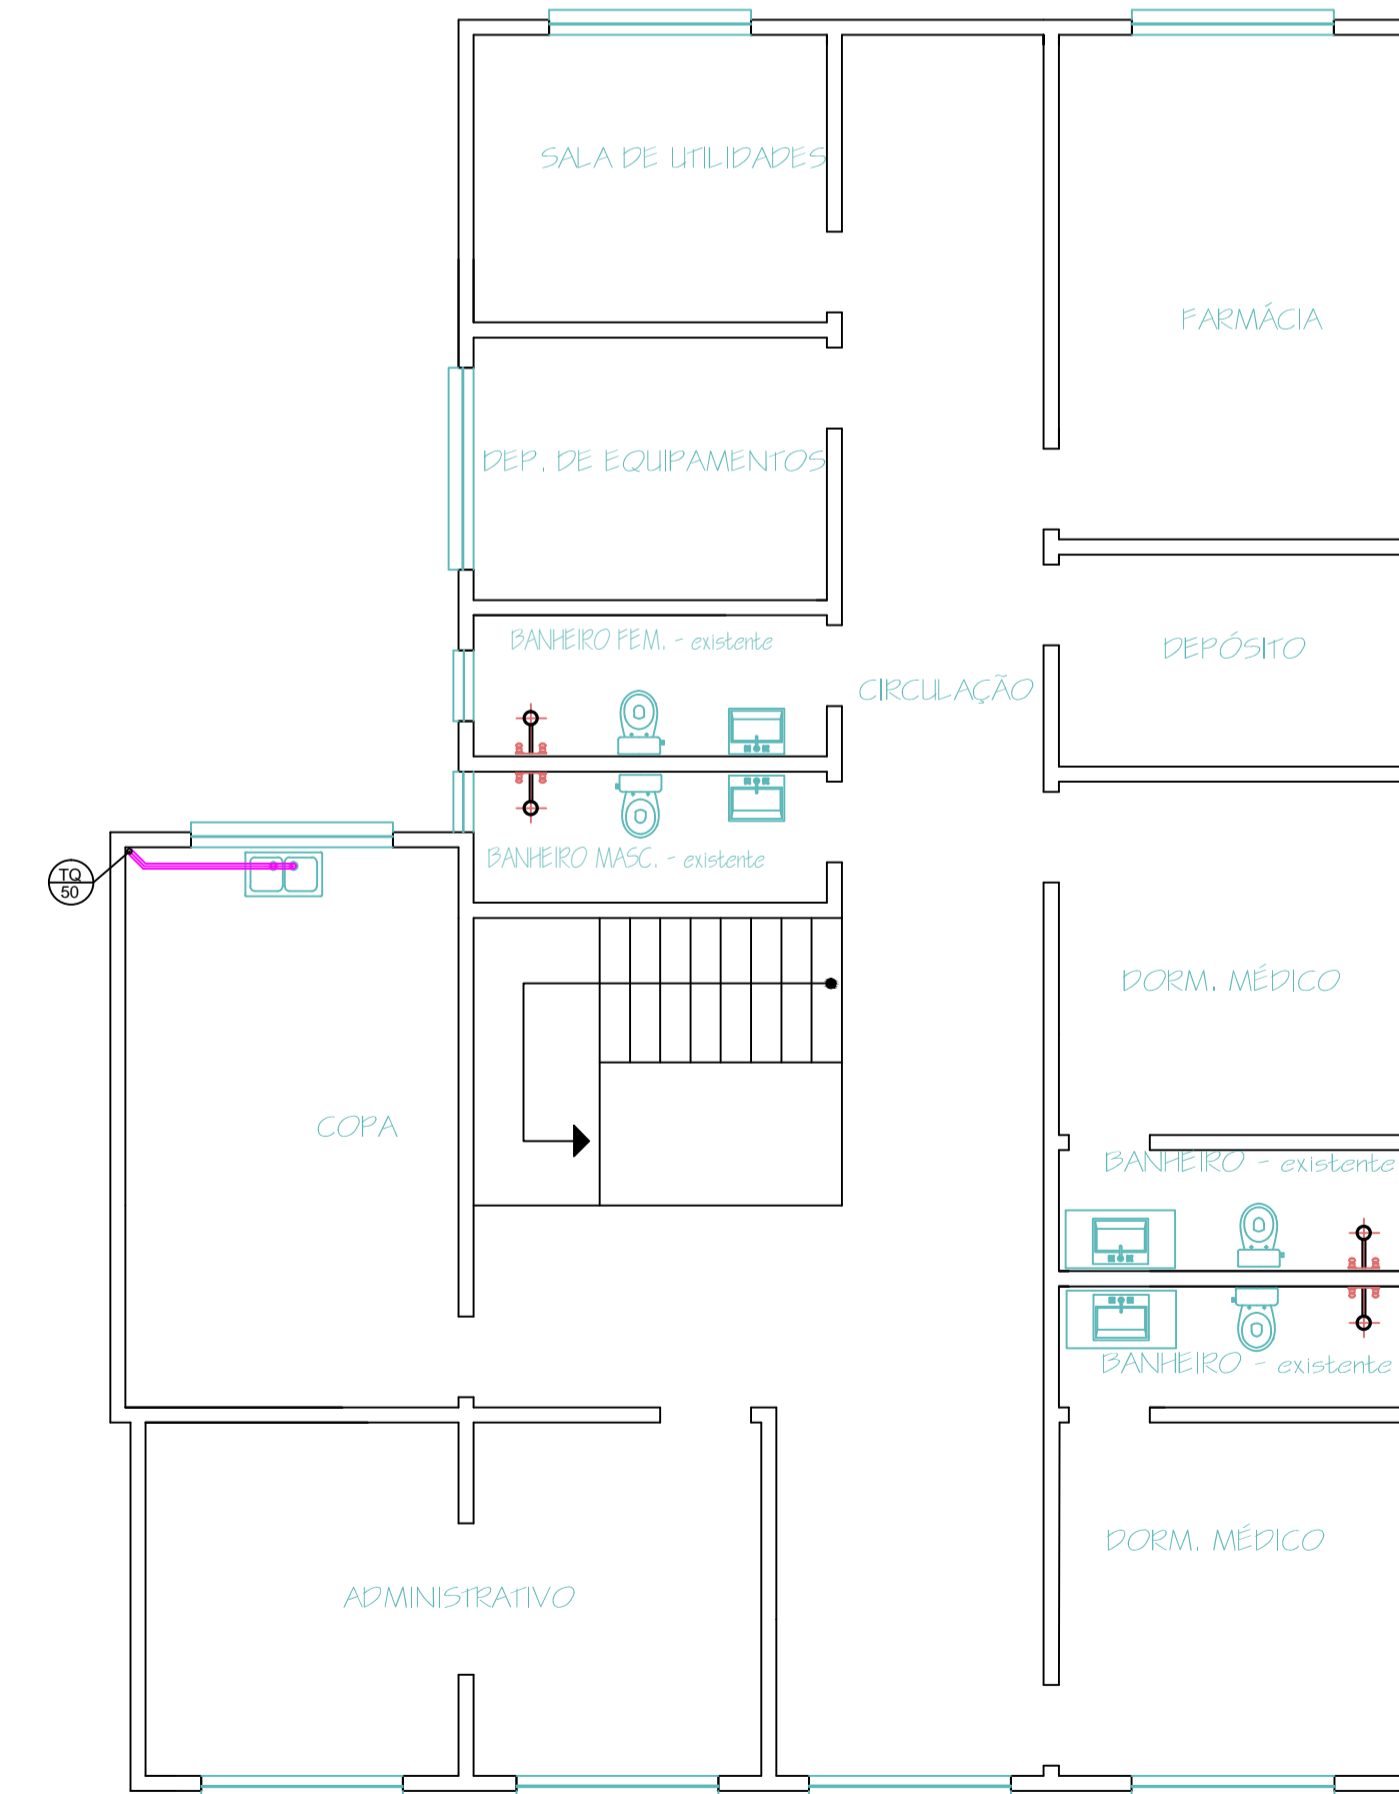 SALA DE UTILIDADES
FARMÁCIA
DEP. DE EQUIPAMENTOS
BANHEIRO FEM. - existente
DEPÓSITO
CIRCULAÇÃO
BANHEIRO MASC. - existente
TQ
50
DORM. MÉDICO
COPA
BANHEIRO - existente
BANHEIRO - existente
DORM. MÉDICO
ADMINISTRATIVO